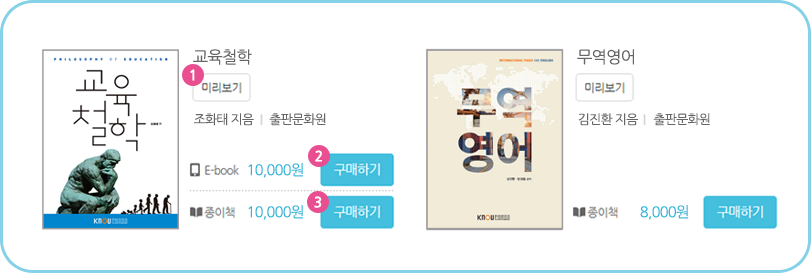 PHILOSOPHY OF EDUCATION
교육
철학
KNOU
교육철학
1
미리보기
조화태 지음 | 출판문화원
E-book 10,000원 2 구매하기
종이책 10,000원 3 구매하기
무역
영어
KNOU
무역영어
미리보기
김진환 지음 | 출판문화원
종이책 8,000원 구매하기